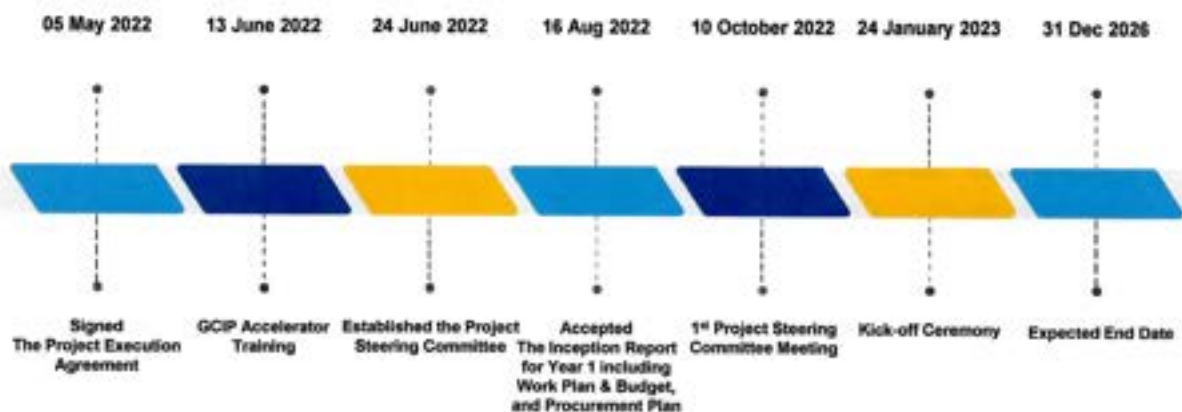 05 May 2022
13 June 2022
24 June 2022
16 Aug 2022
10 October 2022
24 January 2023
31 Dec 2026
Signed
The Project Execution
Agreement
GCIP Accelerator
Training
Established the Project
Steering Committee
Accepted
The Inception Report
for Year 1 including
Work Plan & Budget,
and Procurement Plan
1st Project Steering
Committee Meeting
Kick-off Ceremony
Expected End Date